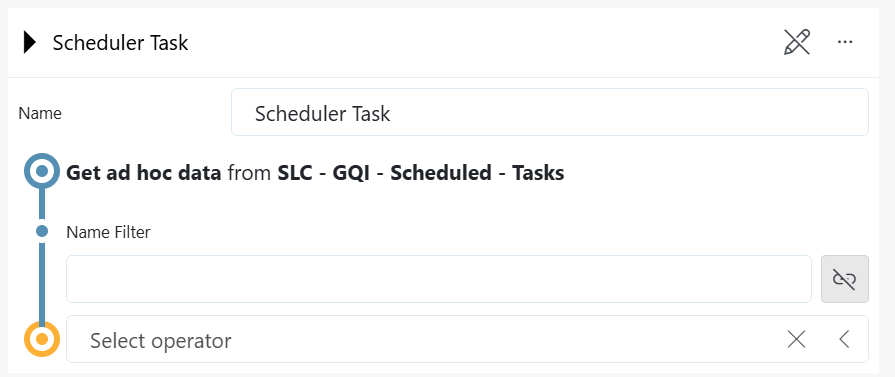 Scheduler Task
Name
Scheduler Task
Get ad hoc data from SLC - GQI - Scheduled - Tasks
Name Filter
Select operator